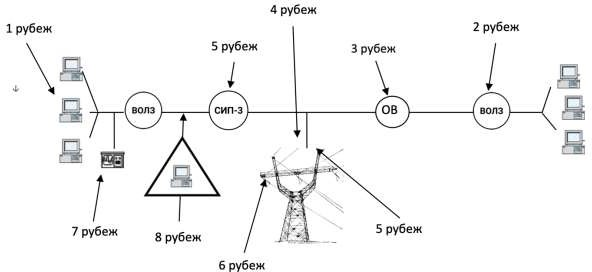 4 рубеж
1 рубеж
5 рубеж
3 рубеж
2 рубеж
ВОЛЗ
СИП-3
ОВ
ВОЛЗ
7 рубеж
8 рубеж
5 рубеж
6 рубеж